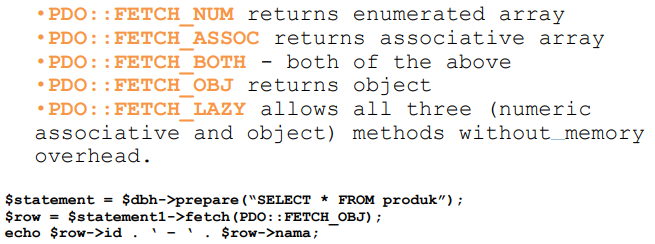 •PDO::FETCH_NUM returns enumerated array
•PDO::FETCH_ASSOC returns associative array
•PDO::FETCH_BOTH - both of the above
•PDO::FETCH_OBJ returns object
•PDO::FETCH_LAZY allows all three (numeric
associative and object) methods without_memory
overhead.
$statement = $dbh->prepare(“SELECT * FROM produk”);
$row = $statement1->fetch(PDO::FETCH_OBJ);
echo $row->id . ‘ – ‘ . $row->nama;